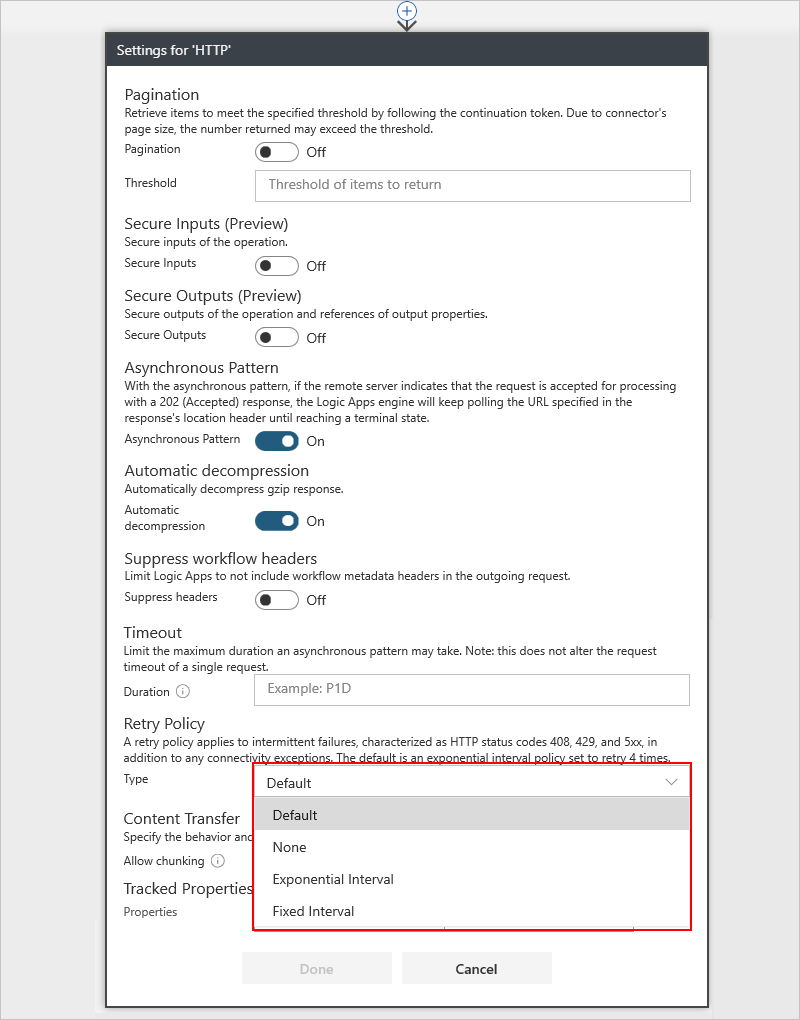 Settings for 'HTTP'
Pagination
Retrieve items to meet the specified threshold by following the continuation token. Due to connector's
page size, the number returned may exceed the threshold.
Pagination
Off
Threshold
Threshold of items to return
Secure Inputs (Preview)
Secure inputs of the operation.
Secure Inputs
Off
Secure Outputs (Preview)
Secure outputs of the operation and references of output properties.
Secure Outputs
Off
Asynchronous Pattern
With the asynchronous pattern, if the remote server indicates that the request is accepted for processing
with a 202 (Accepted) response, the Logic Apps engine will keep polling the URL specified in the
response's location header until reaching a terminal state.
Asynchronous Pattern
On
Automatic decompression
Automatically decompress gzip response.
Automatic
decompression
On
Suppress workflow headers
Limit Logic Apps to not include workflow metadata headers in the outgoing request.
Suppress headers
Off
Timeout
Limit the maximum duration an asynchronous pattern may take. Note: this does not alter the request
timeout of a single request.
Duration
Example: P1D
Retry Policy
A retry policy applies to intermittent failures, characterized as HTTP status codes 408, 429, and 5xx, in
addition to any connectivity exceptions. The default is an exponential interval policy set to retry 4 times.
Type
Default
Default
None
Exponential Interval
Fixed Interval
Content Transfer
Specify the behavior and
Allow chunking
Tracked Properties
Properties
Done
Cancel